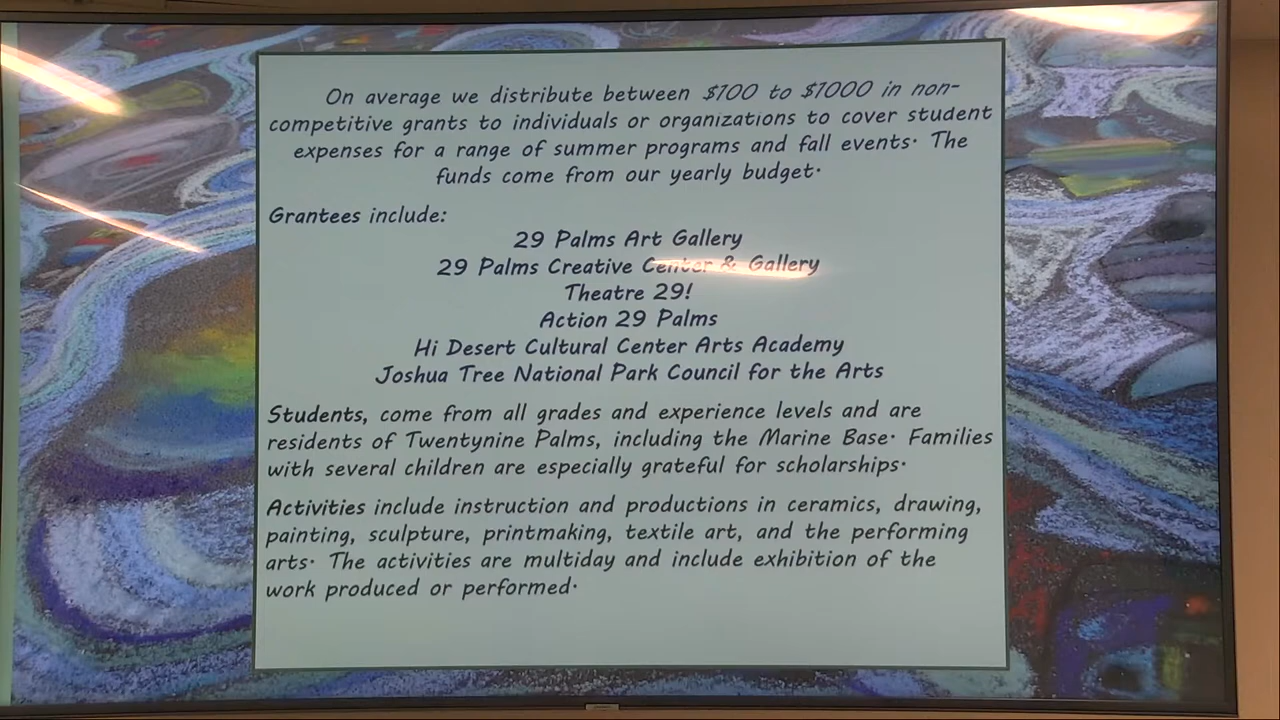 On average we distribute between $100 to $1000 in non-
competitive grants to individuals or organizations to cover student
expenses for a range of summer programs and fall events. The
funds come from our yearly budget.
Grantees include:
29 Palms Art Gallery
29 Palms Creative Center & Gallery
Theatre 29!
Action 29 Palms
Hi Desert Cultural Center Arts Academy
Joshua Tree National Park Council for the Arts
Students, come from all grades and experience levels and are
residents of Twentynine Palms, including the Marine Base. Families
with several children are especially grateful for scholarships.
Activities include instruction and productions in ceramics, drawing,
painting, sculpture, printmaking, textile art, and the performing
arts. The activities are multiday and include exhibition of the
work produced or performed.